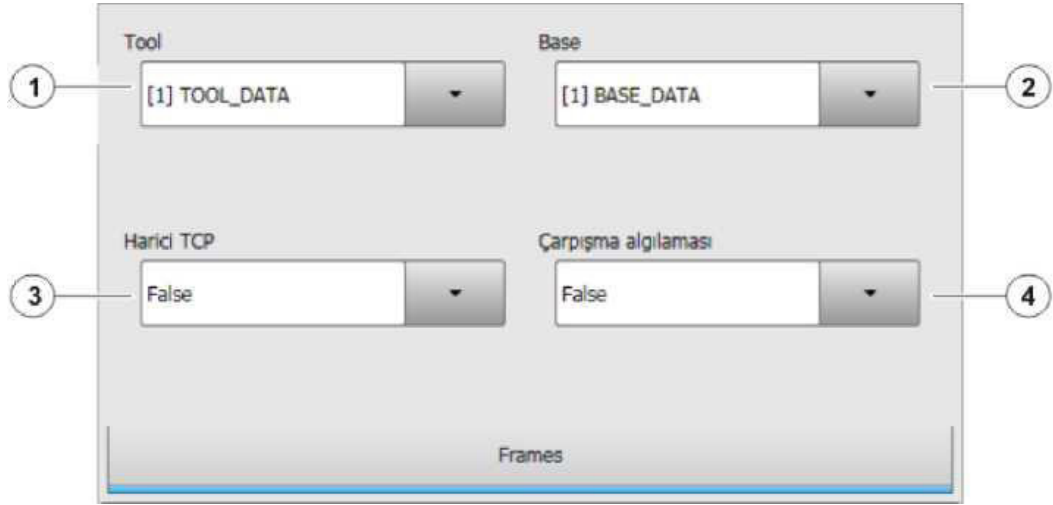 Tool
Base
1
[1] TOOL_DATA
[1] BASE_DATA
2
Harici TCP
Çarpışma algılaması
3
False
False
4
Frames